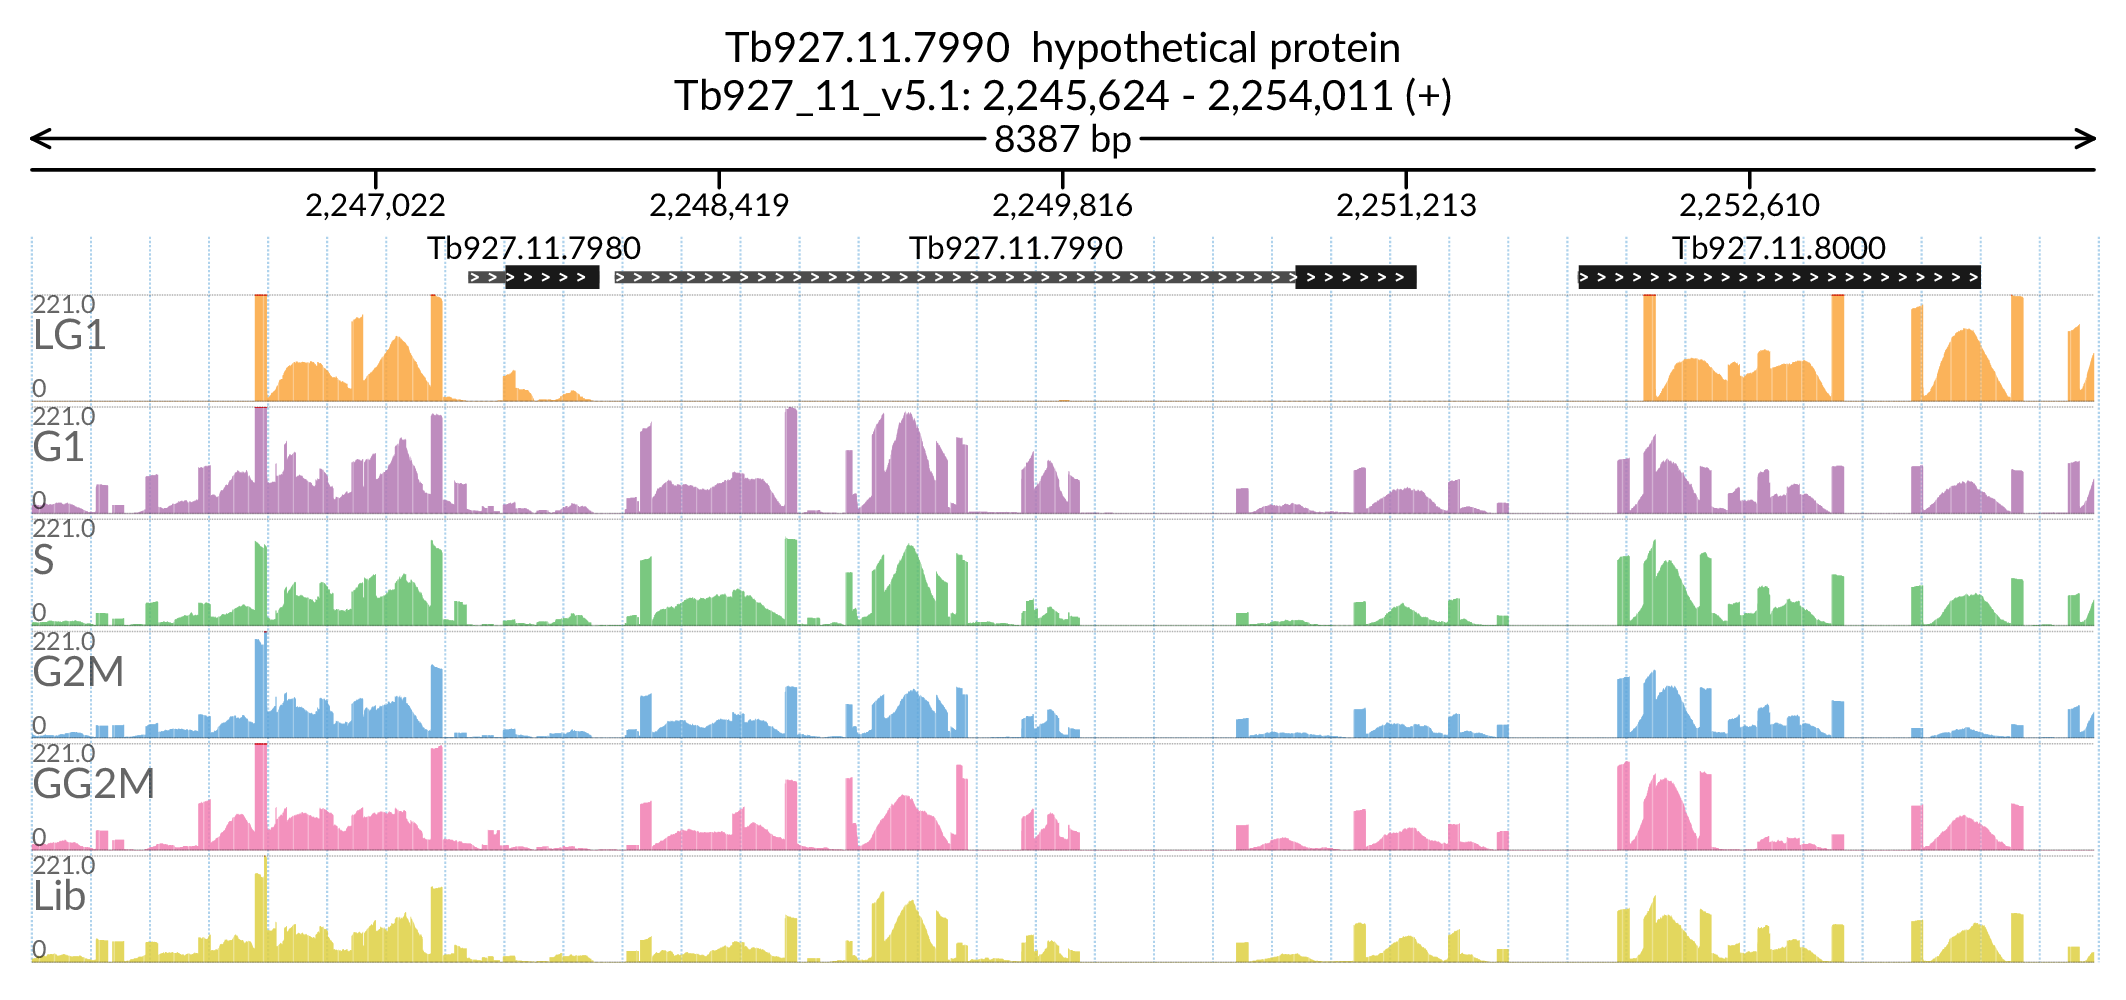 Tb927.11.7990  hypothetical protein
Tb927_11_v5.1: 2,245,624 - 2,254,011 (+)
8387 bp
2,247,022 2,248,419 2,249,816 2,251,213 2,252,610
Tb927.11.7980 Tb927.11.7990 Tb927.11.8000
221.0
LG1
0
221.0
G1
0
221.0
S
0
221.0
G2M
0
221.0
GG2M
0
221.0
Lib
0